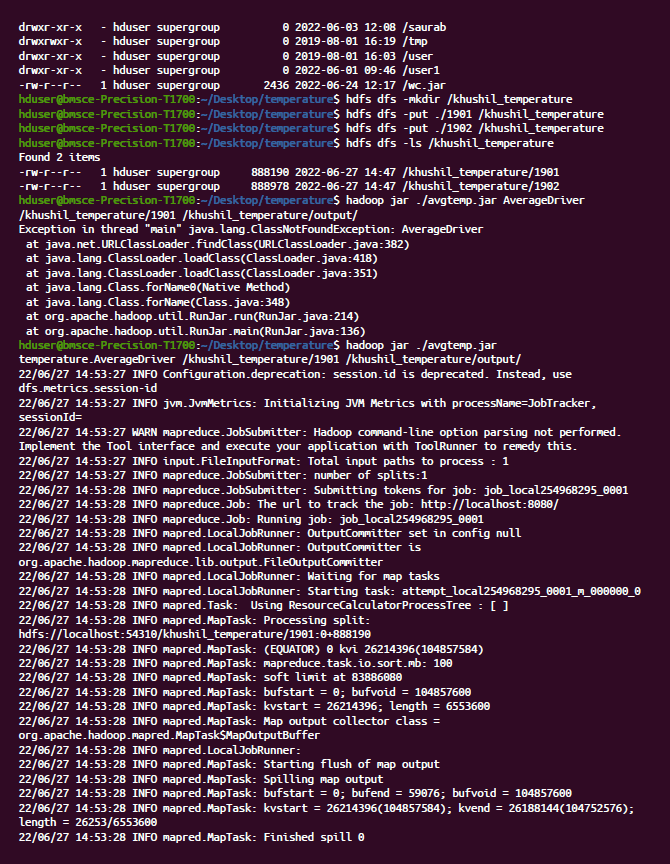 drwxr-xr-x   - hduser supergroup          0 2022-06-03 12:08 /saurab
drwxrwxr-x   - hduser supergroup          0 2019-08-01 16:19 /tmp
drwxr-xr-x   - hduser supergroup          0 2019-08-01 16:03 /user
drwxr-xr-x   - hduser supergroup          0 2022-06-01 09:46 /user1
-rw-r--r--   1 hduser supergroup       2436 2022-06-24 12:17 /wc.jar
hduser@bmsce-Precision-T1700:~/Desktop/temperature$ hdfs dfs -mkdir /khushil_temperature
hduser@bmsce-Precision-T1700:~/Desktop/temperature$ hdfs dfs -put ./1901 /khushil_temperature
hduser@bmsce-Precision-T1700:~/Desktop/temperature$ hdfs dfs -put ./1902 /khushil_temperature
hduser@bmsce-Precision-T1700:~/Desktop/temperature$ hdfs dfs -ls /khushil_temperature
Found 2 items
-rw-r--r--   1 hduser supergroup     888190 2022-06-27 14:47 /khushil_temperature/1901
-rw-r--r--   1 hduser supergroup     888978 2022-06-27 14:47 /khushil_temperature/1902
hduser@bmsce-Precision-T1700:~/Desktop/temperature$ hadoop jar ./avgtemp.jar AverageDriver
/khushil_temperature/1901 /khushil_temperature/output/
Exception in thread "main" java.lang.ClassNotFoundException: AverageDriver
 at java.net.URLClassLoader.findClass(URLClassLoader.java:382)
 at java.lang.ClassLoader.loadClass(ClassLoader.java:418)
 at java.lang.ClassLoader.loadClass(ClassLoader.java:351)
 at java.lang.Class.forName0(Native Method)
 at java.lang.Class.forName(Class.java:348)
 at org.apache.hadoop.util.RunJar.run(RunJar.java:214)
 at org.apache.hadoop.util.RunJar.main(RunJar.java:136)
hduser@bmsce-Precision-T1700:~/Desktop/temperature$ hadoop jar ./avgtemp.jar
temperature.AverageDriver /khushil_temperature/1901 /khushil_temperature/output/
22/06/27 14:53:27 INFO Configuration.deprecation: session.id is deprecated. Instead, use
dfs.metrics.session-id
22/06/27 14:53:27 INFO jvm.JvmMetrics: Initializing JVM Metrics with processName=JobTracker,
sessionId=
22/06/27 14:53:27 WARN mapreduce.JobSubmitter: Hadoop command-line option parsing not performed.
Implement the Tool interface and execute your application with ToolRunner to remedy this.
22/06/27 14:53:27 INFO input.FileInputFormat: Total input paths to process : 1
22/06/27 14:53:27 INFO mapreduce.JobSubmitter: number of splits:1
22/06/27 14:53:28 INFO mapreduce.JobSubmitter: Submitting tokens for job: job_local254968295_0001
22/06/27 14:53:28 INFO mapreduce.Job: The url to track the job: http://localhost:8080/
22/06/27 14:53:28 INFO mapreduce.Job: Running job: job_local254968295_0001
22/06/27 14:53:28 INFO mapred.LocalJobRunner: OutputCommitter set in config null
22/06/27 14:53:28 INFO mapred.LocalJobRunner: OutputCommitter is
org.apache.hadoop.mapreduce.lib.output.FileOutputCommitter
22/06/27 14:53:28 INFO mapred.LocalJobRunner: Waiting for map tasks
22/06/27 14:53:28 INFO mapred.LocalJobRunner: Starting task: attempt_local254968295_0001_m_000000_0
22/06/27 14:53:28 INFO mapred.Task:  Using ResourceCalculatorProcessTree : [ ]
22/06/27 14:53:28 INFO mapred.MapTask: Processing split:
hdfs://localhost:54310/khushil_temperature/1901:0+888190
22/06/27 14:53:28 INFO mapred.MapTask: (EQUATOR) 0 kvi 26214396(104857584)
22/06/27 14:53:28 INFO mapred.MapTask: mapreduce.task.io.sort.mb: 100
22/06/27 14:53:28 INFO mapred.MapTask: soft limit at 83886080
22/06/27 14:53:28 INFO mapred.MapTask: bufstart = 0; bufvoid = 104857600
22/06/27 14:53:28 INFO mapred.MapTask: kvstart = 26214396; length = 6553600
22/06/27 14:53:28 INFO mapred.MapTask: Map output collector class =
org.apache.hadoop.mapred.MapTask$MapOutputBuffer
22/06/27 14:53:28 INFO mapred.LocalJobRunner:
22/06/27 14:53:28 INFO mapred.MapTask: Starting flush of map output
22/06/27 14:53:28 INFO mapred.MapTask: Spilling map output
22/06/27 14:53:28 INFO mapred.MapTask: bufstart = 0; bufend = 59076; bufvoid = 104857600
22/06/27 14:53:28 INFO mapred.MapTask: kvstart = 26214396(104857584); kvend = 26188144(104752576);
length = 26253/6553600
22/06/27 14:53:28 INFO mapred.MapTask: Finished spill 0